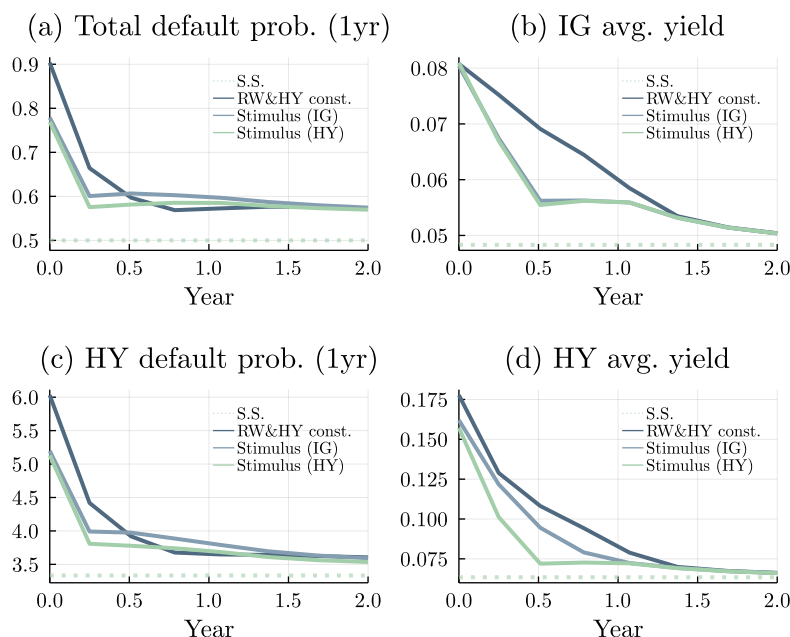 (a) Total default prob. (1yr)
0.9
0.8
0.7
0.6
0.5
S.S.
RW&HY const.
Stimulus (IG)
Stimulus (HY)
0.0 0.5 1.0 1.5 2.0
Year
(b) IG avg. yield
0.08
0.07
0.06
0.05
S.S.
RW&HY const.
Stimulus (IG)
Stimulus (HY)
0.0 0.5 1.0 1.5 2.0
Year
(c) HY default prob. (1yr)
6.0
5.5
5.0
4.5
4.0
3.5
S.S.
RW&HY const.
Stimulus (IG)
Stimulus (HY)
0.0 0.5 1.0 1.5 2.0
Year
(d) HY avg. yield
0.175
0.150
0.125
0.100
0.075
S.S.
RW&HY const.
Stimulus (IG)
Stimulus (HY)
0.0 0.5 1.0 1.5 2.0
Year